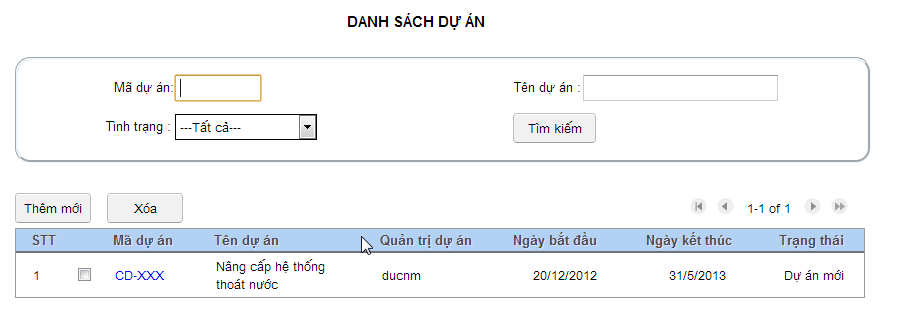 DANH SÁCH DỰ ÁN
Mã dự án: Tên dự án :
Tình trạng : ---Tất cả--- Tìm kiếm
Thêm mới Xóa 1-1 of 1
STT Mã dự án Tên dự án Quản trị dự án Ngày bắt đầu Ngày kết thúc Trạng thái
1 CD-XXX Nâng cấp hệ thống ducnm 20/12/2012 31/5/2013 Dự án mới
thoát nước